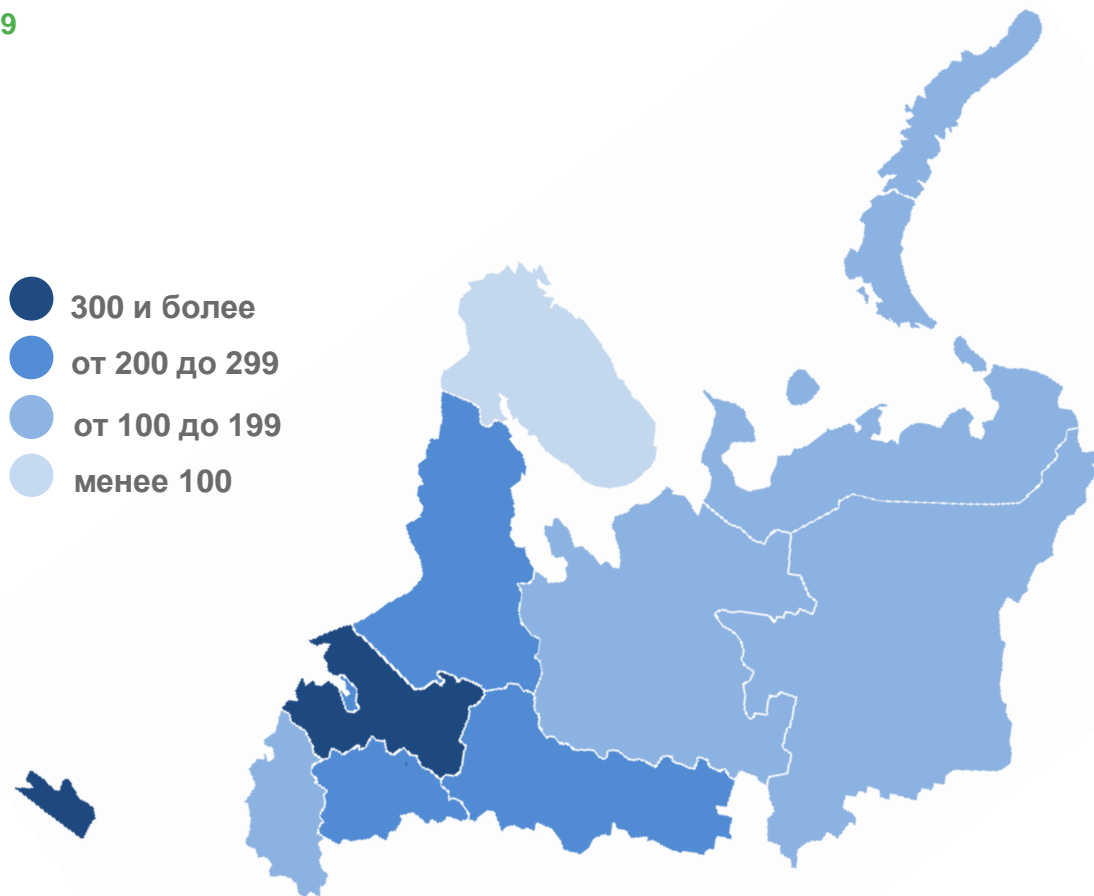 9
300 и более
от 200 до 299
от 100 до 199
менее 100